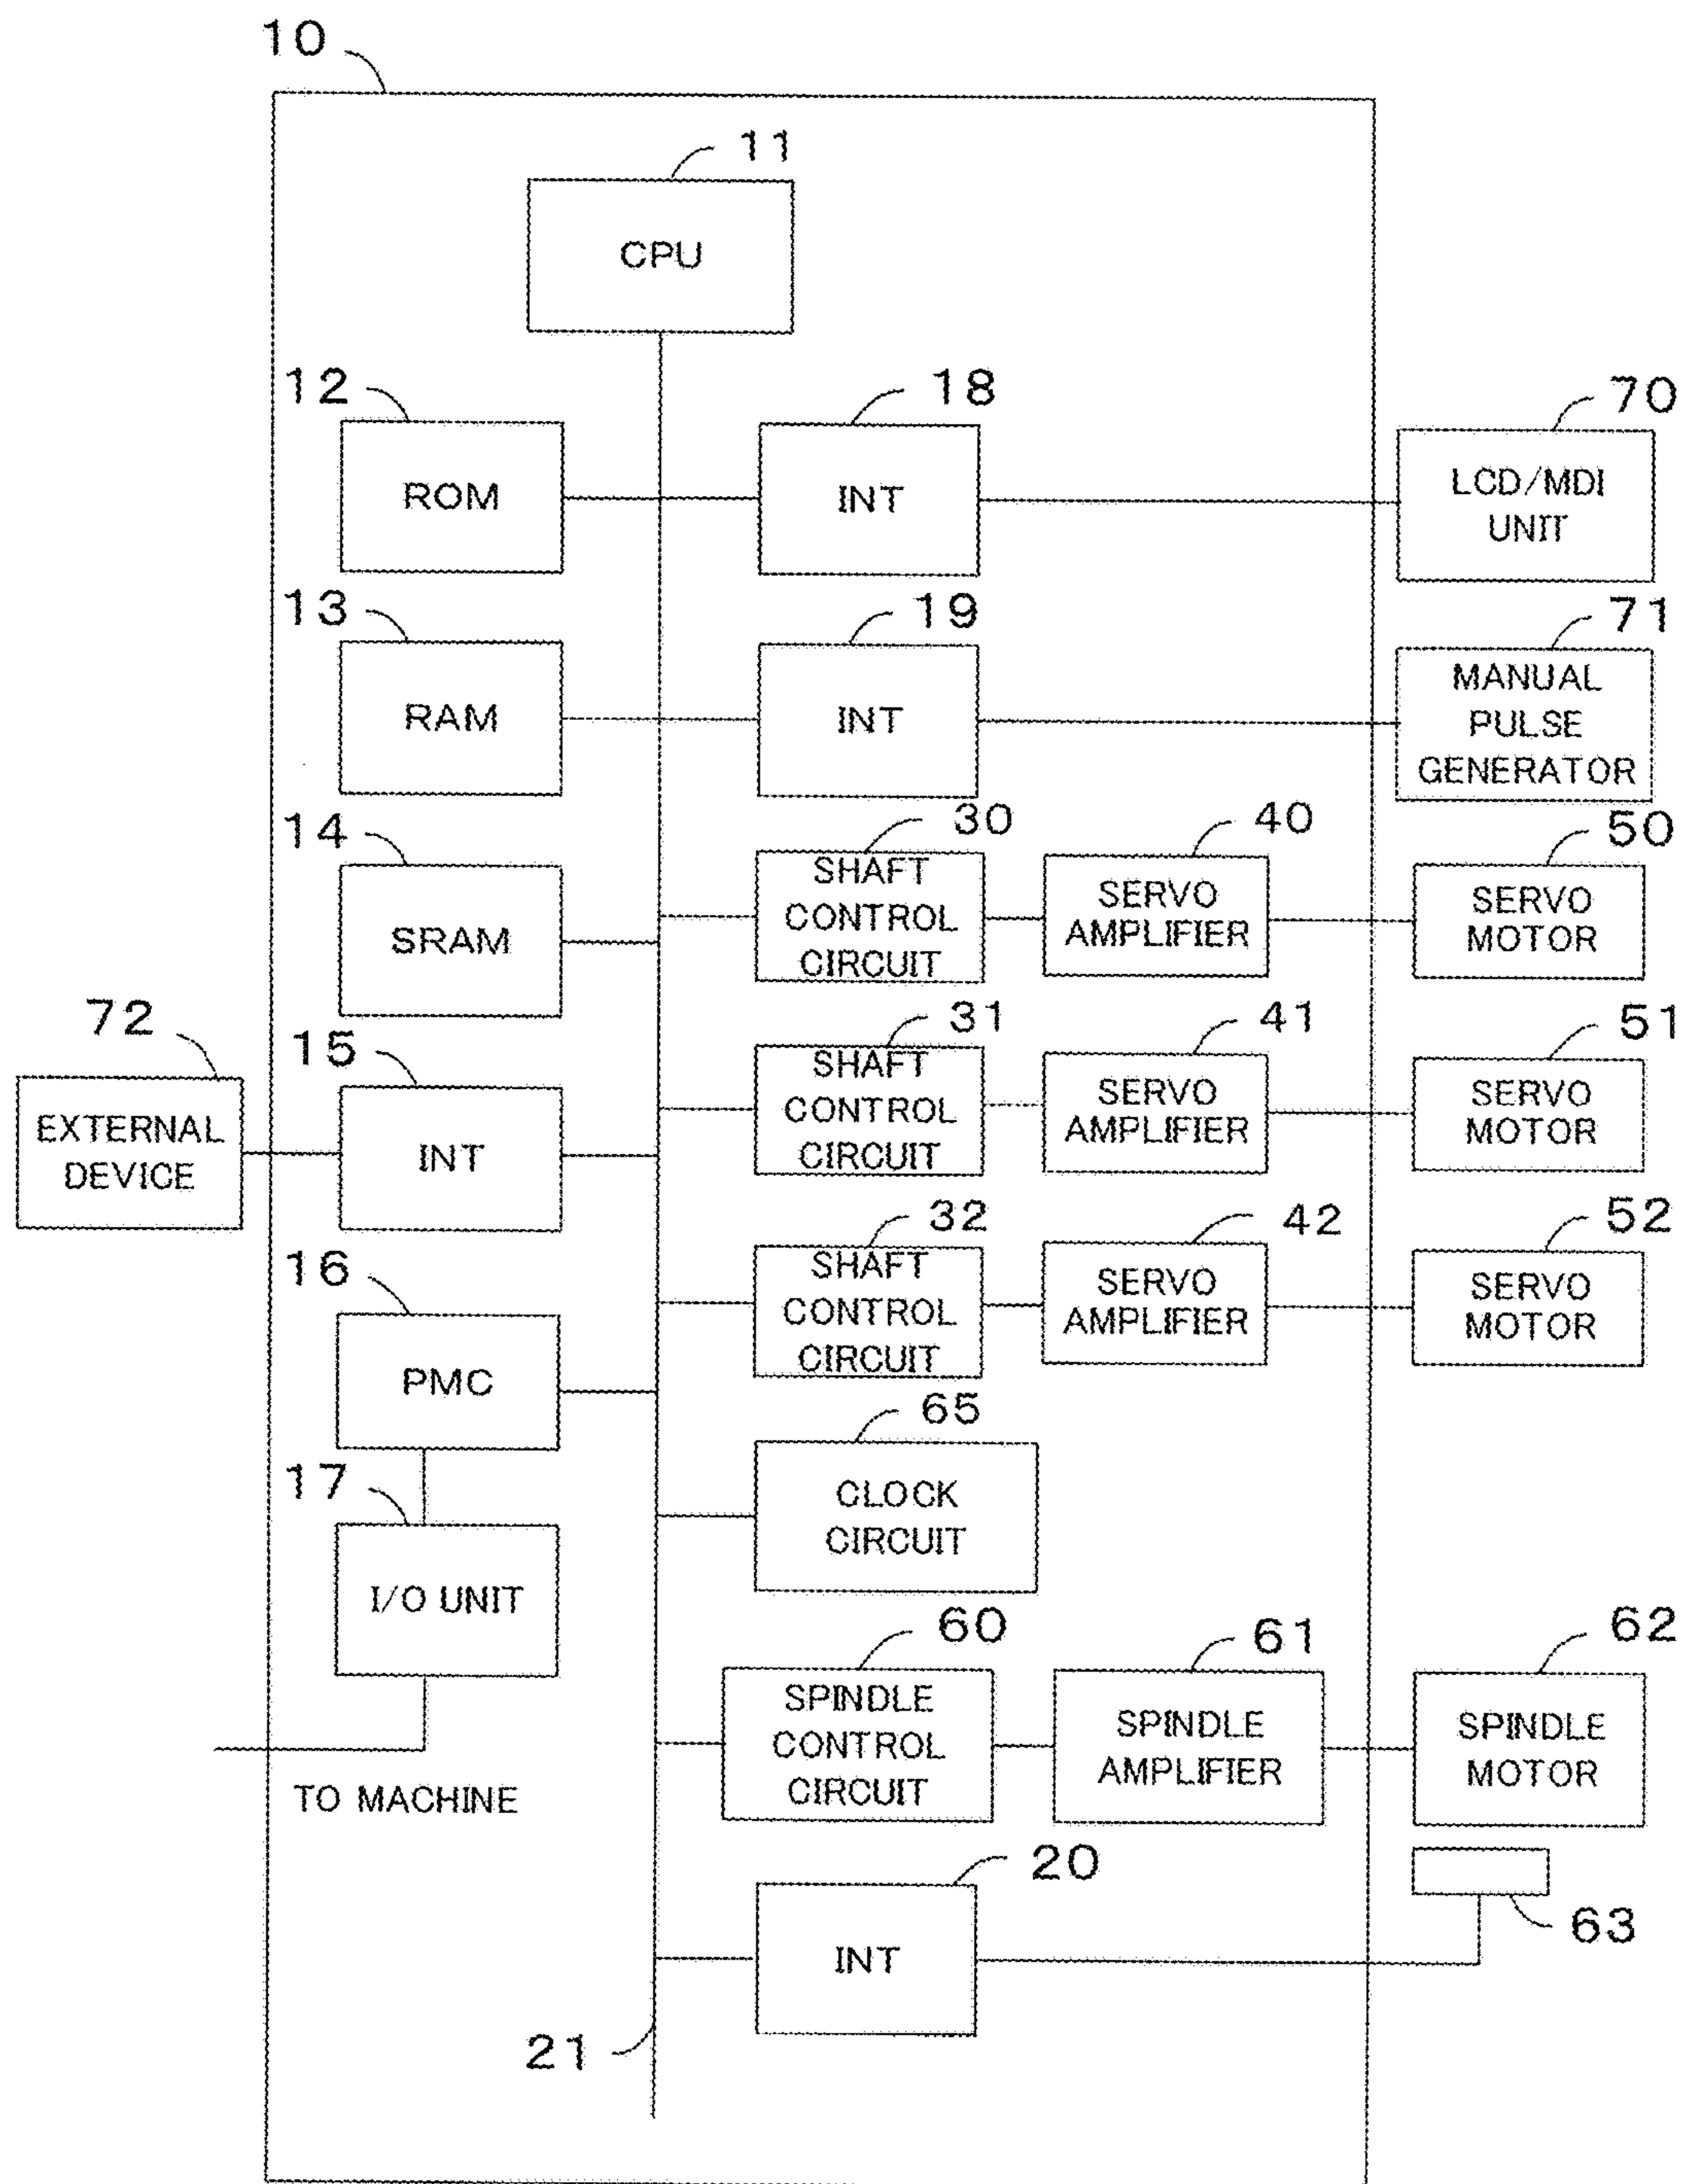 10
11
CPU
12
ROM
18
INT
70
LCD/MDI
UNIT
13
RAM
19
INT
71
MANUAL
PULSE
GENERATOR
14
SRAM
30
SHAFT
CONTROL
CIRCUIT
40
SERVO
AMPLIFIER
50
SERVO
MOTOR
72
EXTERNAL
DEVICE
15
INT
31
SHAFT
CONTROL
CIRCUIT
41
SERVO
AMPLIFIER
51
SERVO
MOTOR
16
PMC
32
SHAFT
CONTROL
CIRCUIT
42
SERVO
AMPLIFIER
52
SERVO
MOTOR
17
I/O UNIT
65
CLOCK
CIRCUIT
TO MACHINE
60
SPINDLE
CONTROL
CIRCUIT
61
SPINDLE
AMPLIFIER
62
SPINDLE
MOTOR
20
INT
63
21